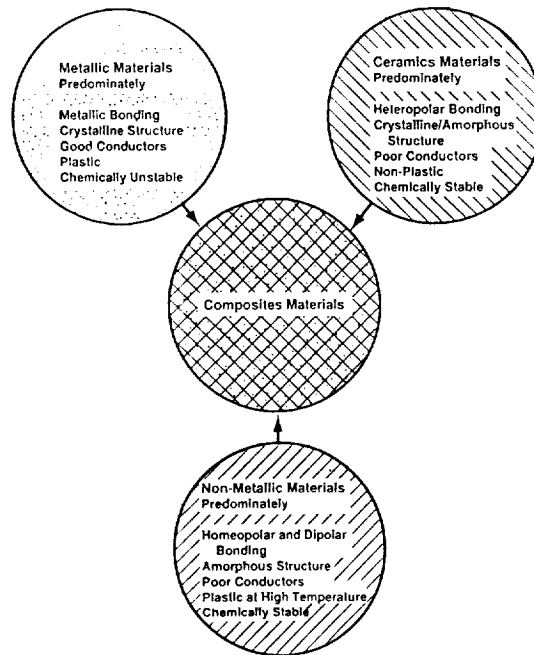 Metallic Materials
Predominately
Metallic Bonding
Crystalline Structure
Good Conductors
Plastic
Chemically Unstable
Ceramics Materials
Predominately
Heteropolar Bonding
Crystalline/Amorphous
Structure
Poor Conductors
Non-Plastic
Chemically Stable
Composites Materials
Non-Metallic Materials
Predominately
Homeopolar and Dipolar
Bonding
Amorphous Structure
Poor Conductors
Plastic at High Temperature
Chemically Stable